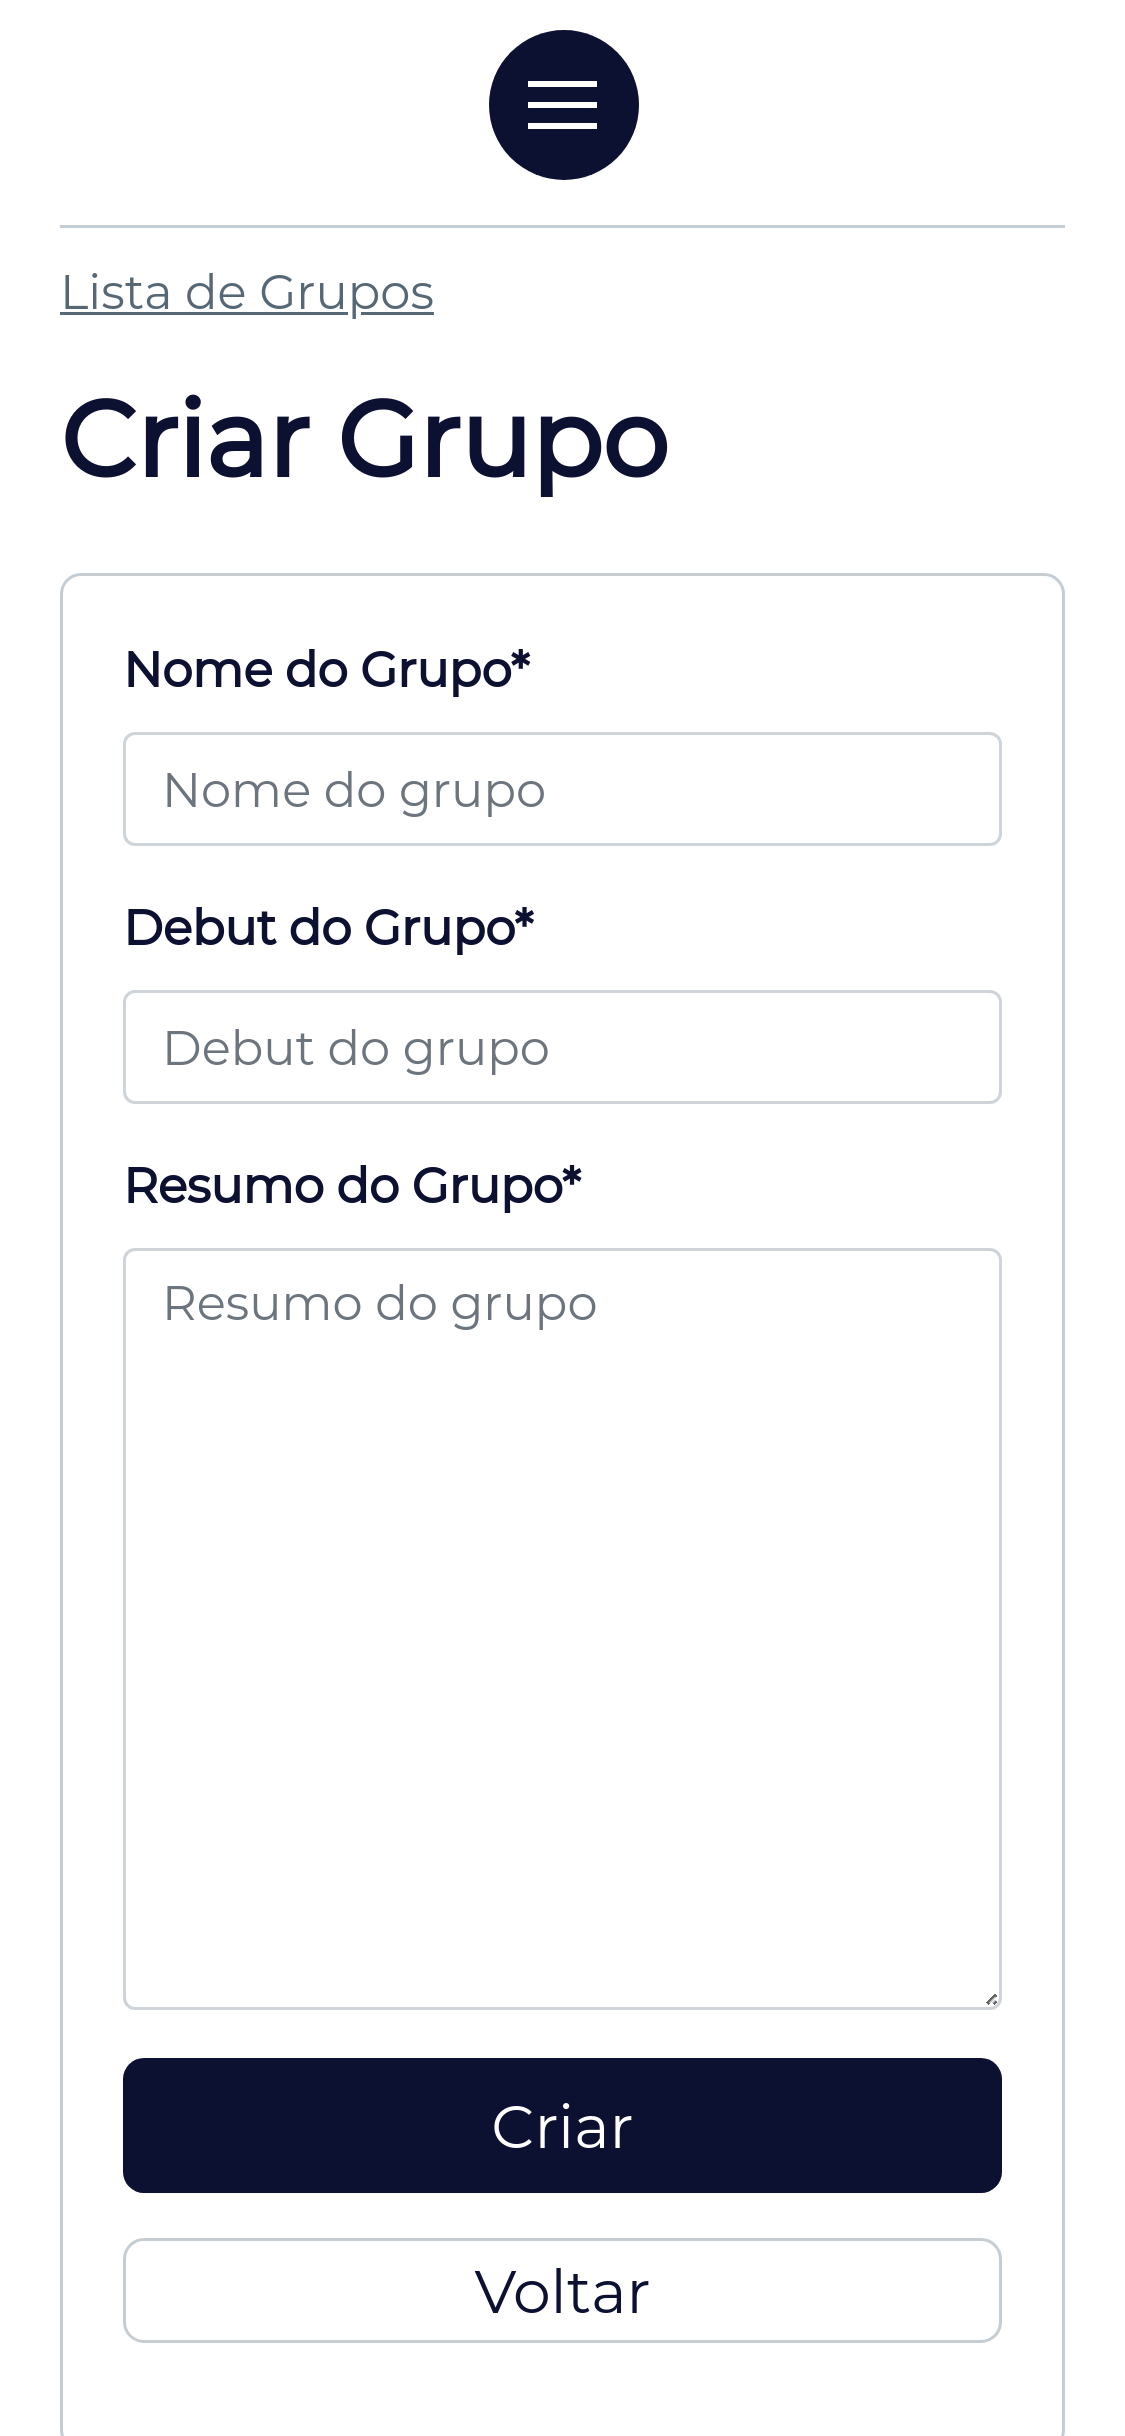 Lista de Grupos
Criar Grupo
Nome do Grupo*
Nome do grupo
Debut do Grupo*
Debut do grupo
Resumo do Grupo*
Resumo do grupo
Criar
Voltar